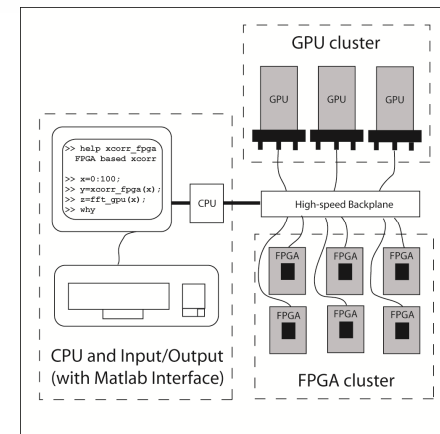 GPU cluster
GPU
GPU
GPU
>> help xcorr_fpga
FPGA based xcorr
>> x=0:100;
>> y=xcorr_fpga(x);
>> z=fft_gpu(x);
>> why
CPU
High-speed Backplane
FPGA
FPGA
FPGA
FPGA
FPGA
FPGA
CPU and Input/Output
(with Matlab Interface)
FPGA cluster